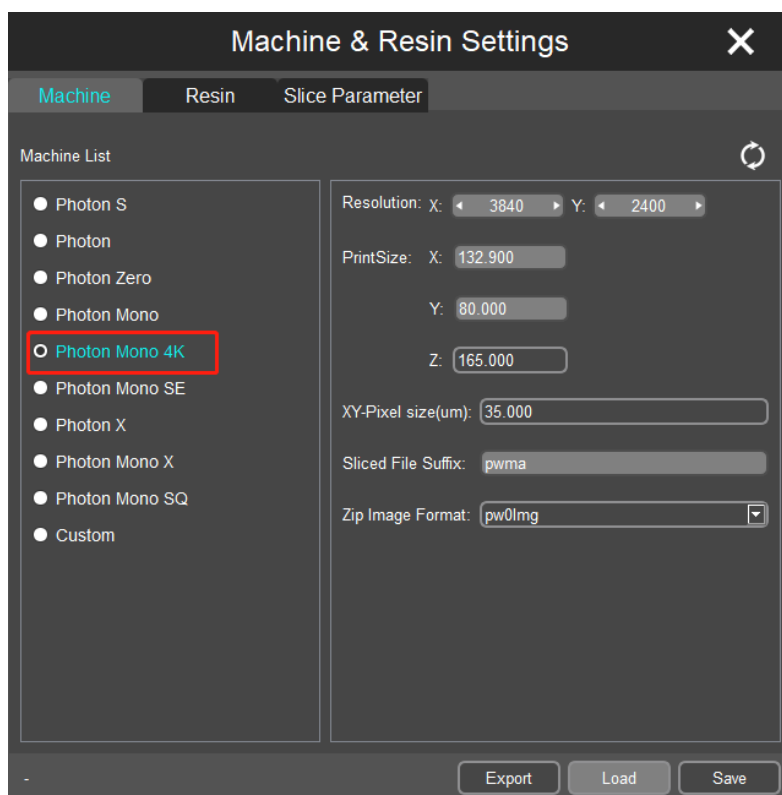 Machine & Resin Settings
Machine Resin Slice Parameter
Machine List
Photon S
Photon
Photon Zero
Photon Mono
Photon Mono 4K
Photon Mono SE
Photon X
Photon Mono X
Photon Mono SQ
Custom
Resolution: X: 3840 Y: 2400
PrintSize: X: 132.900
Y: 80.000
Z: 165.000
XY-Pixel size(um): 35.000
Sliced File Suffix: pwma
Zip Image Format: pw0Img
- Export Load Save